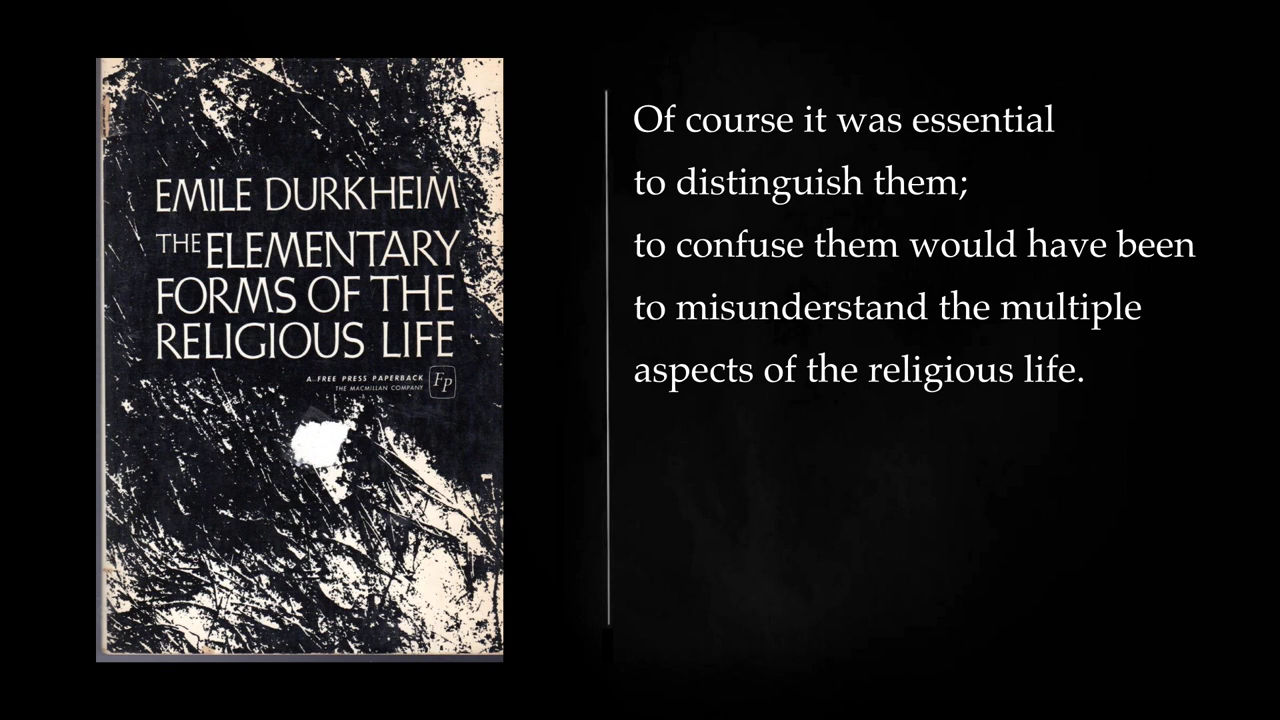 EMILE DURKHEIM
THE ELEMENTARY
FORMS OF THE
RELIGIOUS LIFE
A FREE PRESS PAPERBACK
THE MACMILLAN COMPANY
Fp
Of course it was essential
to distinguish them;
to confuse them would have been
to misunderstand the multiple
aspects of the religious life.